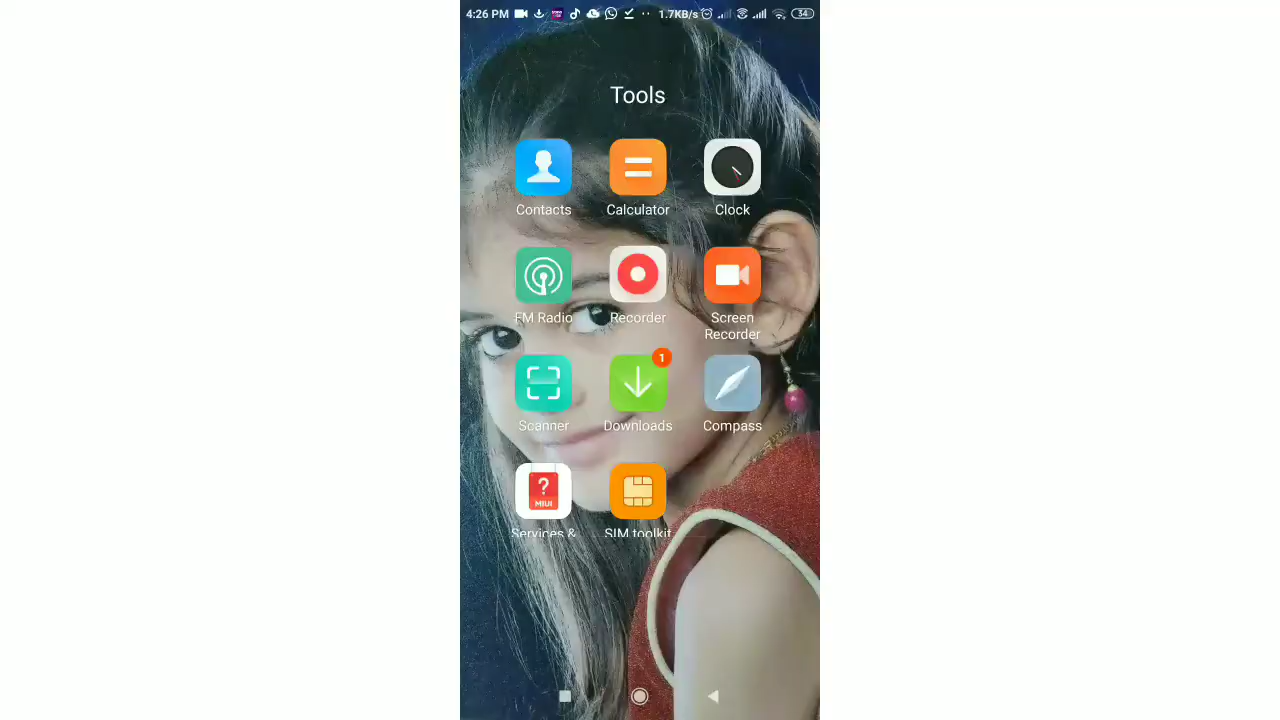 4:26 PM 1.7KB/s 34
Tools
Contacts Calculator Clock
FM Radio Recorder Screen Recorder
1
Scanner Downloads Compass
?
MIUI
Services & SIM toolkit